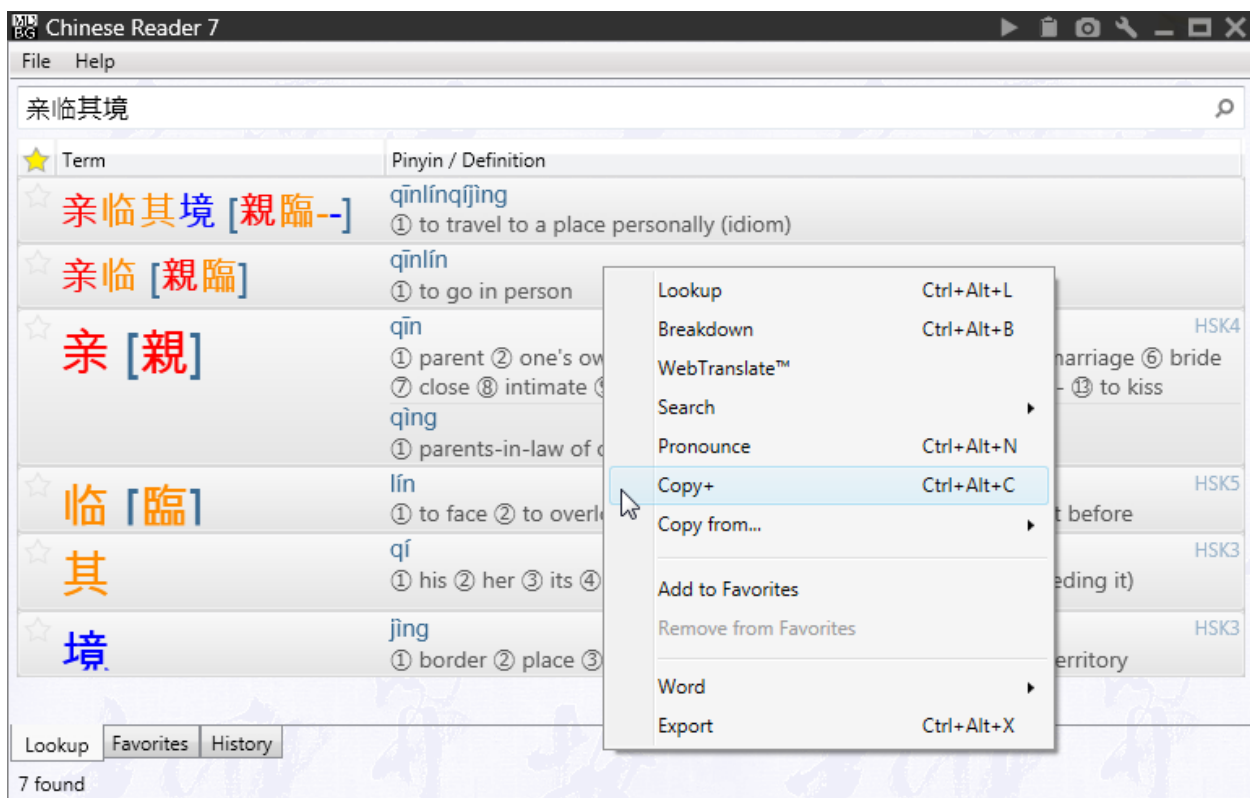 MDBG Chinese Reader 7
File Help
亲临其境
Term Pinyin / Definition
亲临其境 [親臨--] qīnlínqíjìng
① to travel to a place personally (idiom)
亲临 [親臨] qīnlín
① to go in person
亲 [親] qīn HSK4
① parent ② one's marriage ⑥ bride
⑦ close ⑧ intimate ⑬ to kiss
qìng
① parents-in-law of
临 [臨] lín HSK5
① to face ② to before
其 qí HSK3
① his ② her ③ its ④ it)
境 jìng HSK3
① border ② place ③
Lookup Ctrl+Alt+L
Breakdown Ctrl+Alt+B
WebTranslate™
Search
Pronounce Ctrl+Alt+N
Copy+ Ctrl+Alt+C
Copy from...
Add to Favorites
Remove from Favorites
Word
Export Ctrl+Alt+X
Lookup Favorites History
7 found